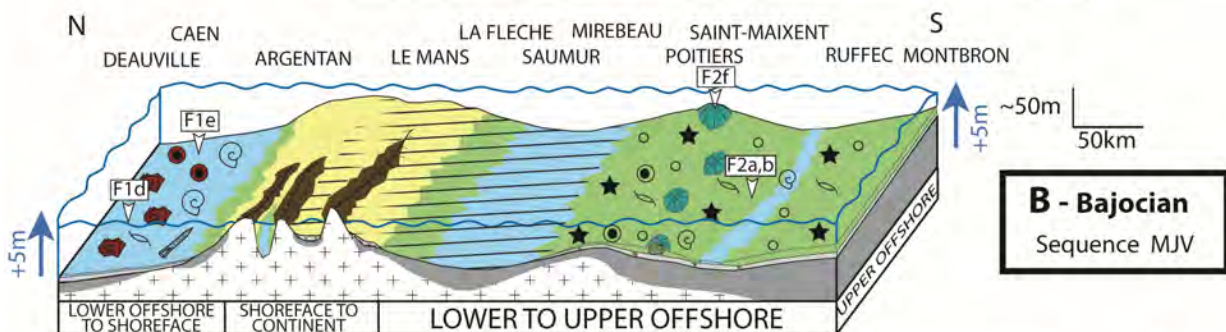 N
S
CAEN
LA FLECHE
MIREBEAU
SAINT-MAIXENT
DEAUVILLE
ARGENTAN
LE MANS
SAUMUR
POITIERS
RUFFEC
MONTBRON
F2f
F1e
F1d
F2a,b
+5m
+5m
~50m
50km
B - Bajocian
Sequence MJV
UPPER OFFSHORE
LOWER OFFSHORE
TO SHOREFACE
SHOREFACE TO
CONTINENT
LOWER TO UPPER OFFSHORE